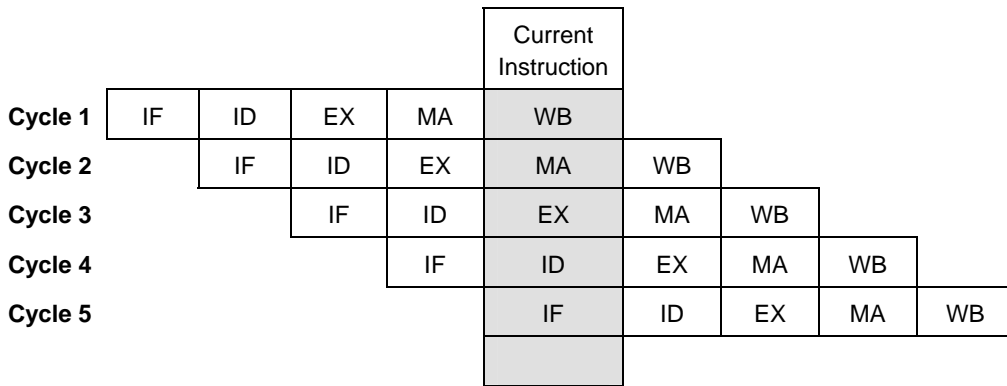 Current
Instruction
Cycle 1 IF ID EX MA WB
Cycle 2 IF ID EX MA WB
Cycle 3 IF ID EX MA WB
Cycle 4 IF ID EX MA WB
Cycle 5 IF ID EX MA WB